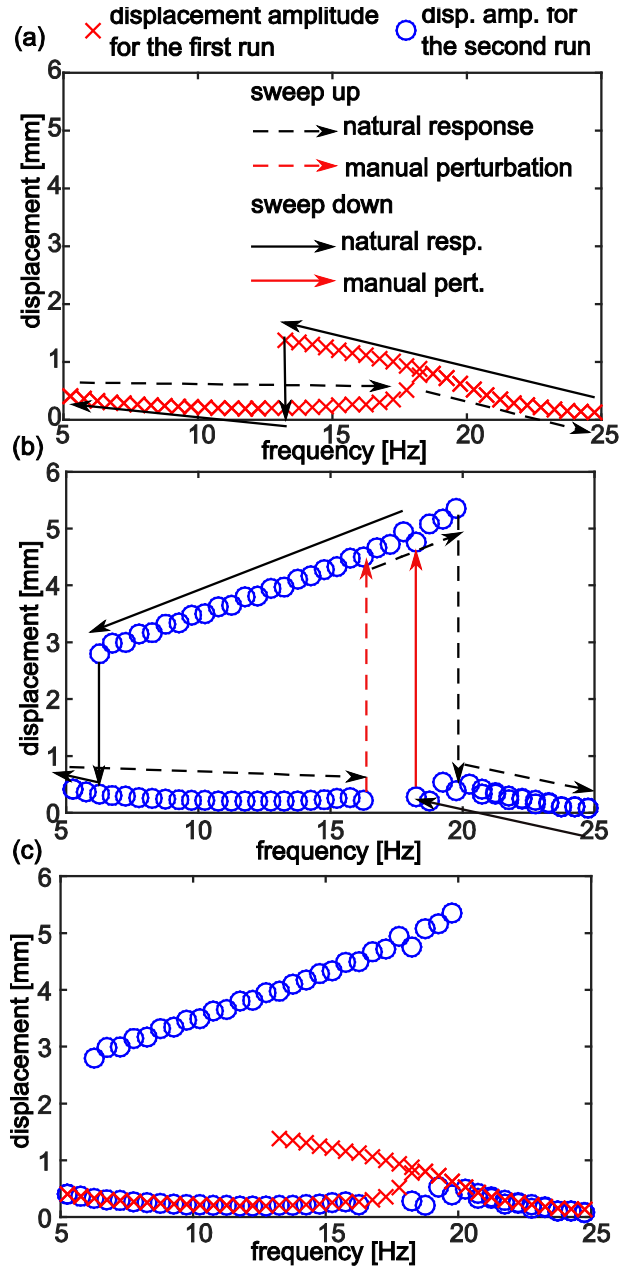 displacement amplitude
for the first run
disp. amp. for
the second run
(a)
6
5
4
3
2
1
0
displacement [mm]
sweep up
natural response
manual perturbation
sweep down
natural resp.
manual pert.
5 10 15 20 25
frequency [Hz]
(b)
6
5
4
3
2
1
0
displacement [mm]
5 10 15 20 25
frequency [Hz]
(c)
6
5
4
3
2
1
0
displacement [mm]
5 10 15 20 25
frequency [Hz]